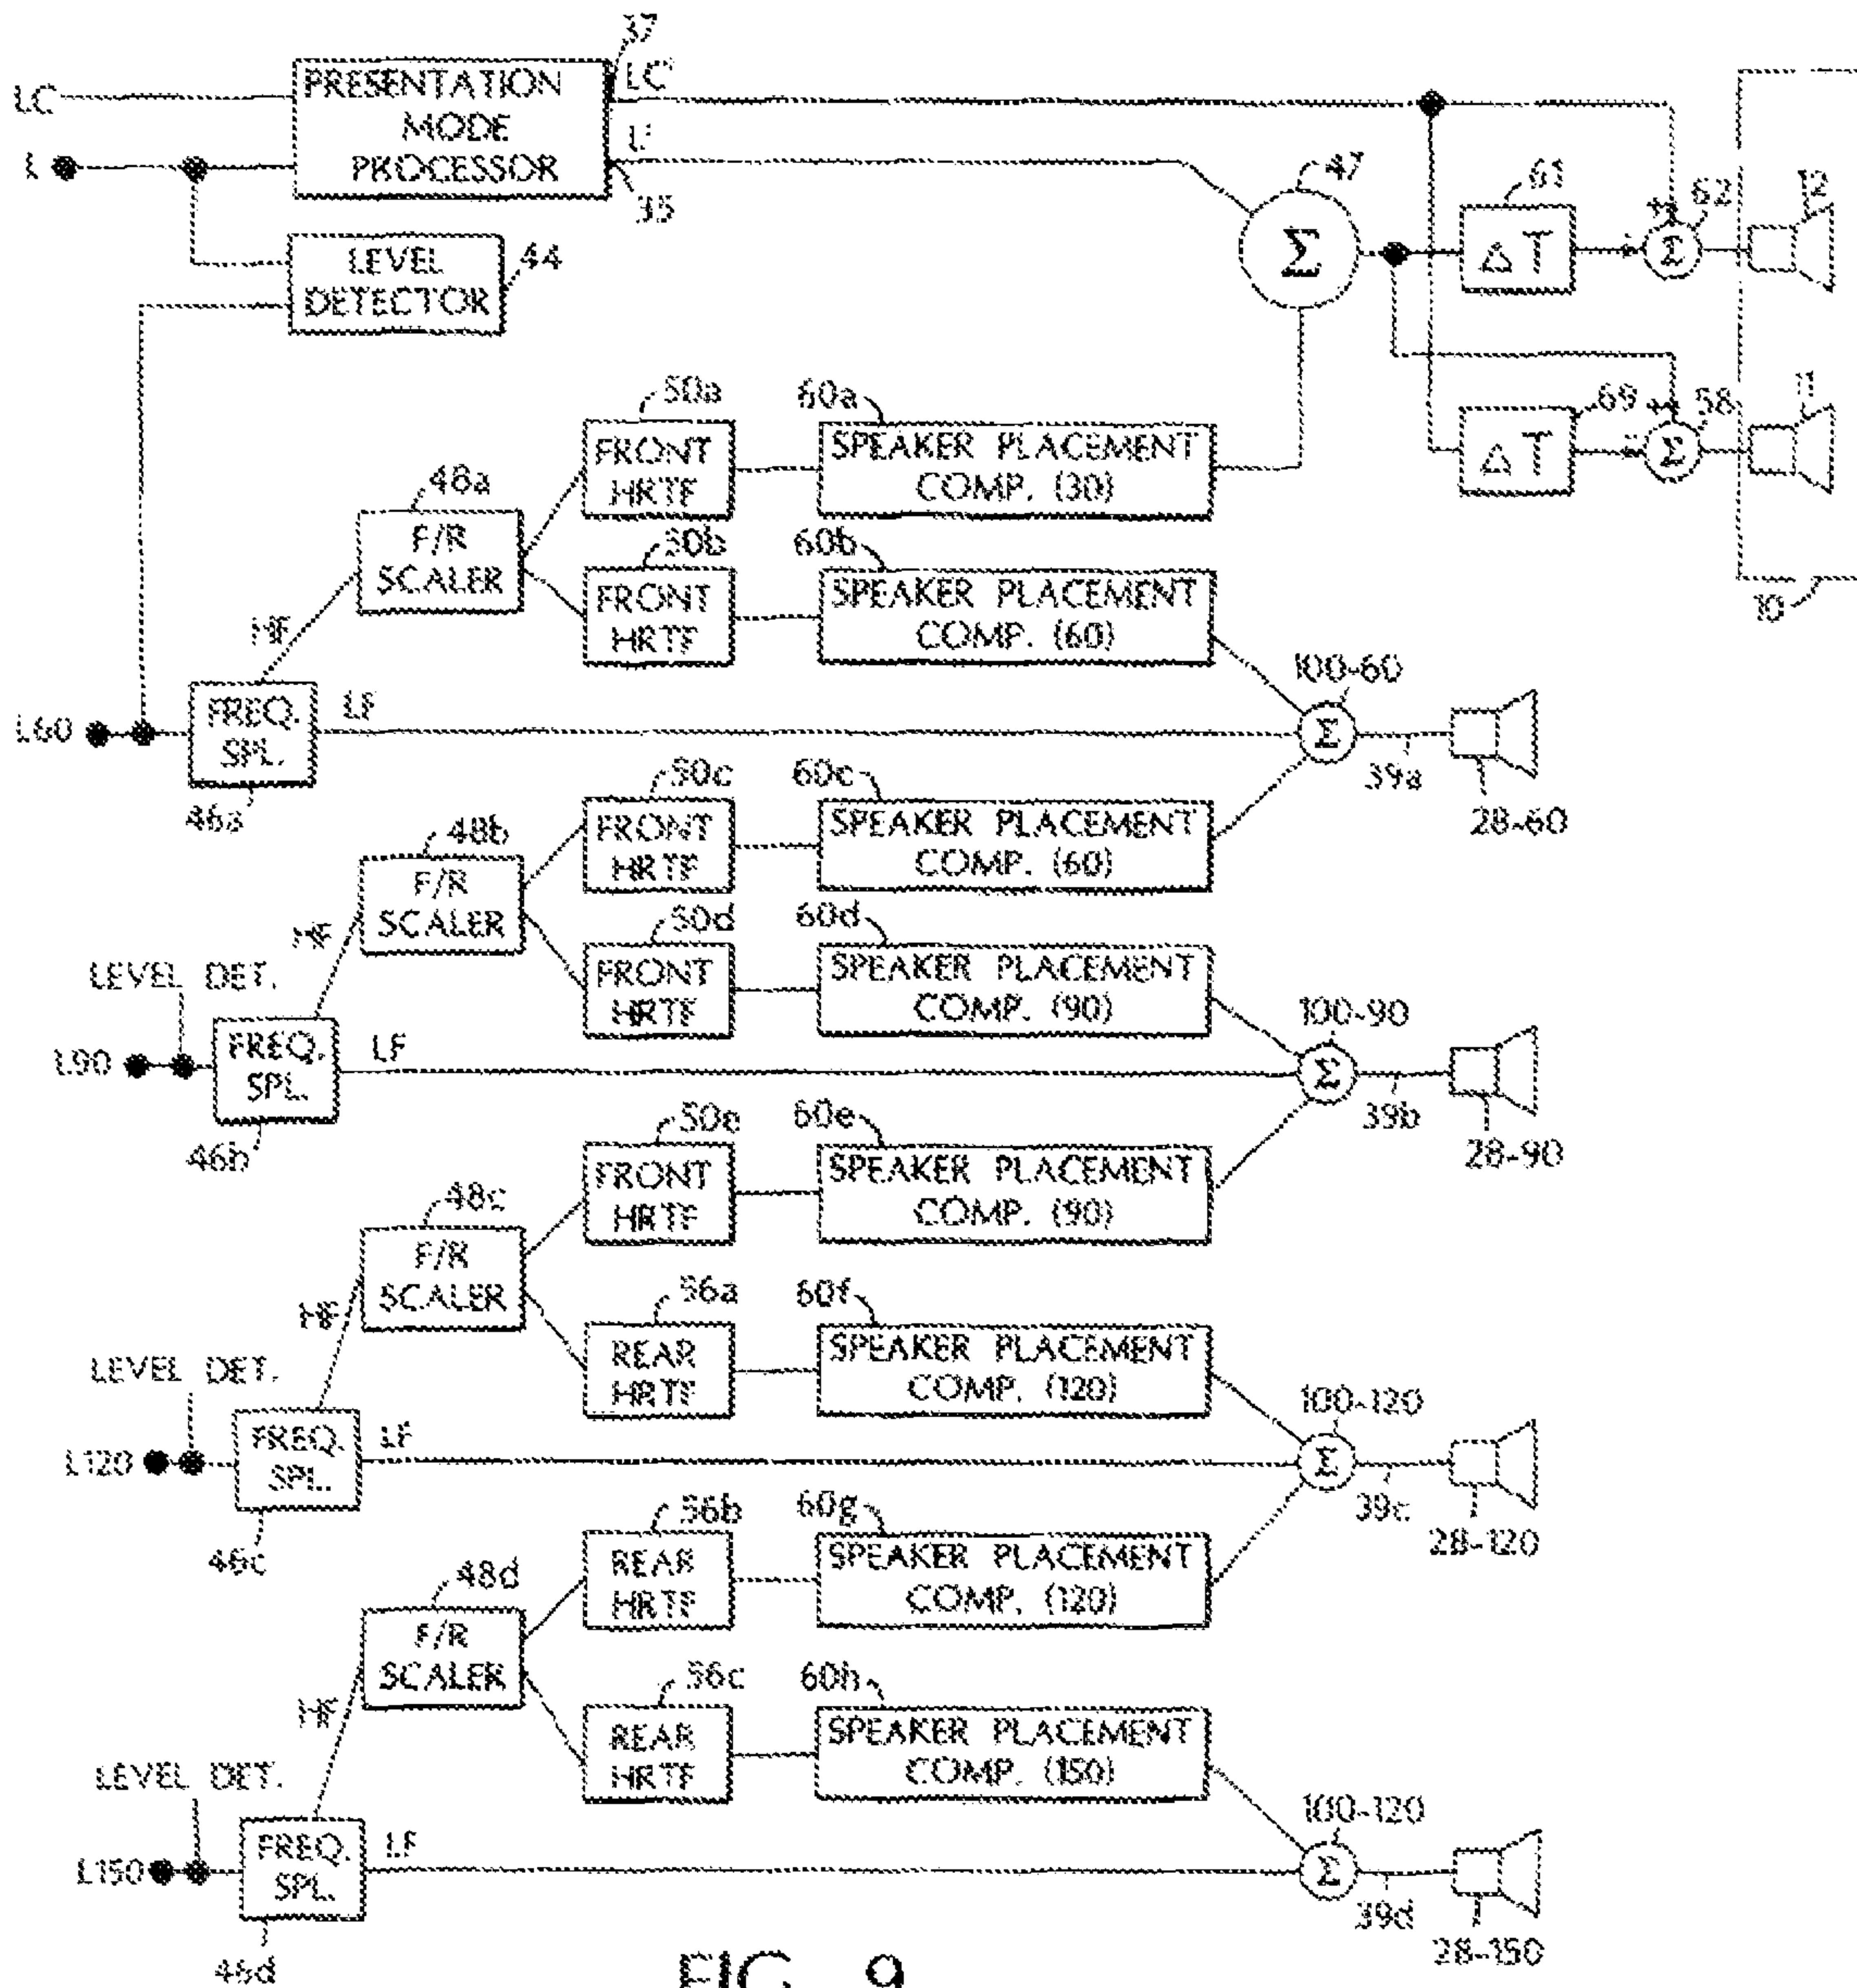 37
LC
PRESENTATION
MODE
PROCESSOR
LC'
L'
L
35
47
Σ
61
Δ T
62
Σ
12
LEVEL
DETECTOR
44
69
Δ T
58
Σ
11
10
50a
FRONT
HRTF
60a
SPEAKER PLACEMENT
COMP. (30)
48a
F/R
SCALER
50b
FRONT
HRTF
60b
SPEAKER PLACEMENT
COMP. (60)
HF
L60
FREQ.
SPL.
LF
46a
100-60
Σ
39a
28-60
50c
FRONT
HRTF
60c
SPEAKER PLACEMENT
COMP. (60)
48b
F/R
SCALER
50d
FRONT
HRTF
60d
SPEAKER PLACEMENT
COMP. (90)
HF
LEVEL DET.
L90
FREQ.
SPL.
LF
46b
100-90
Σ
39b
28-90
50e
FRONT
HRTF
60e
SPEAKER PLACEMENT
COMP. (90)
48c
F/R
SCALER
56a
REAR
HRTF
60f
SPEAKER PLACEMENT
COMP. (120)
HF
LEVEL DET.
L120
FREQ.
SPL.
LF
46c
100-120
Σ
39c
28-120
56b
REAR
HRTF
60g
SPEAKER PLACEMENT
COMP. (120)
48d
F/R
SCALER
56c
REAR
HRTF
60h
SPEAKER PLACEMENT
COMP. (150)
HF
LEVEL DET.
L150
FREQ.
SPL.
LF
46d
100-120
Σ
39d
28-150
FIG. 9